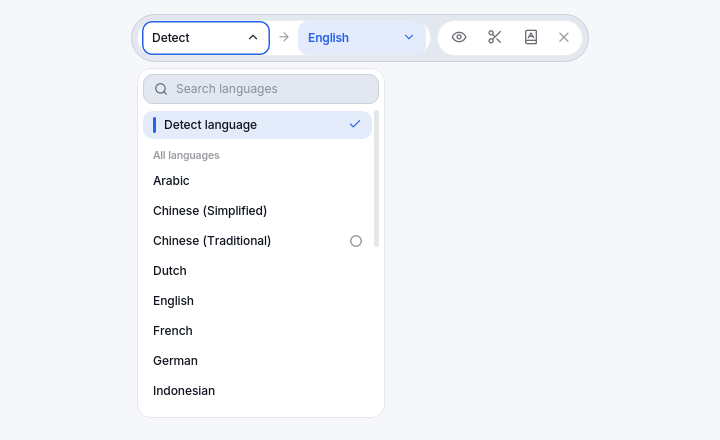 Detect
English
Search languages
Detect language
All languages
Arabic
Chinese (Simplified)
Chinese (Traditional)
Dutch
English
French
German
Indonesian